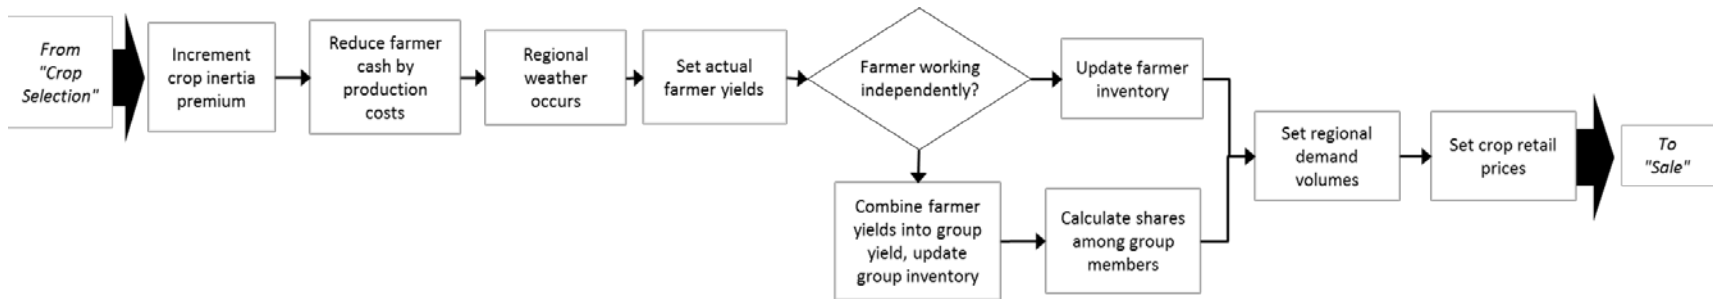 From
"Crop
Selection"
Increment
crop inertia
premium
Reduce farmer
cash by
production
costs
Regional
weather
occurs
Set actual
farmer yields
Farmer working
independently?
Update farmer
inventory
Combine farmer
yields into group
yield, update
group inventory
Calculate shares
among group
members
Set regional
demand
volumes
Set crop retail
prices
To
"Sale"